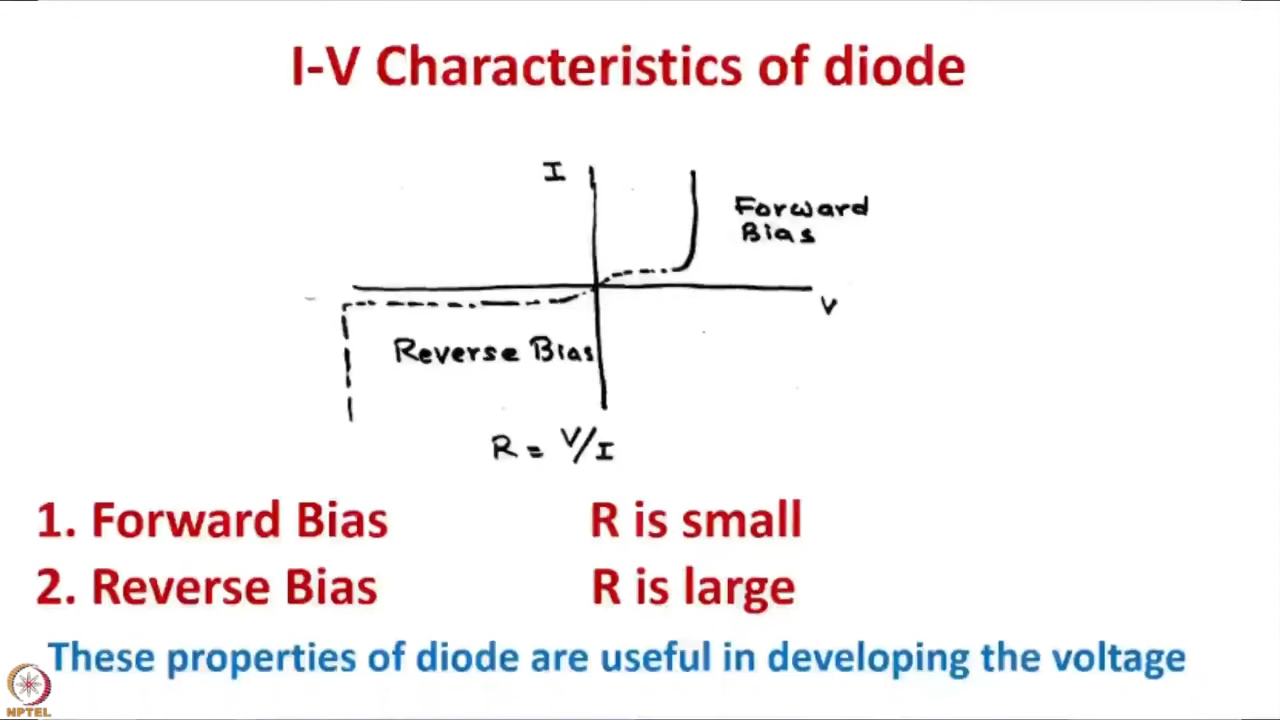 I-V Characteristics of diode
I
Forward
Bias
V
Reverse Bias
R = V/I
1. Forward Bias R is small
2. Reverse Bias R is large
These properties of diode are useful in developing the voltage
NPTEL